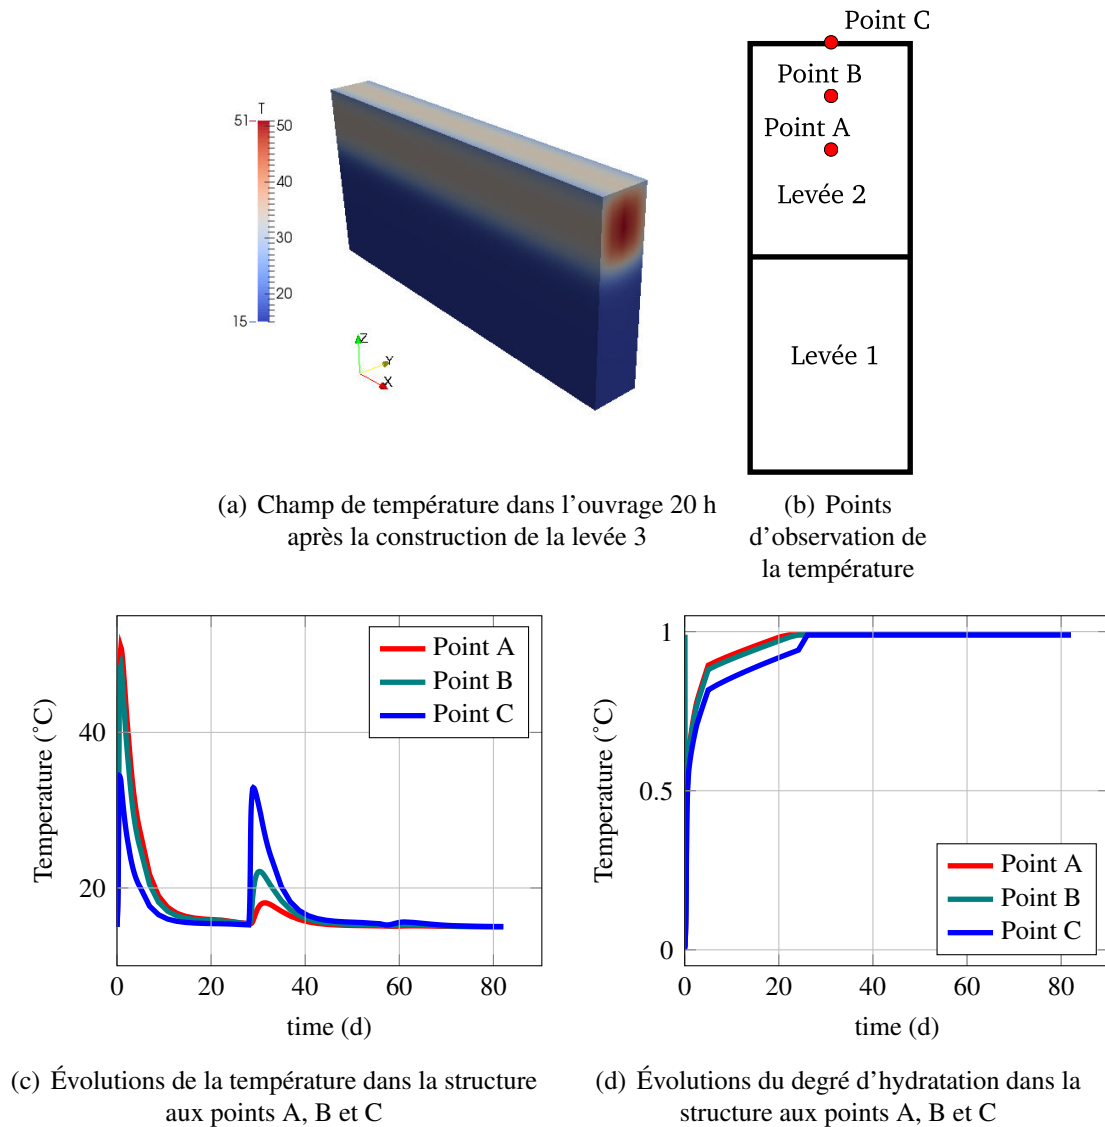 Point C
Point B
Point A
Levée 2
Levée 1
T
51
50
40
30
20
15
Z
Y
X
(a) Champ de température dans l'ouvrage 20 h
après la construction de la levée 3
(b) Points
d'observation de
la température
Temperature (˚C)
40
20
0 20 40 60 80
time (d)
Point A
Point B
Point C
(c) Évolutions de la température dans la structure
aux points A, B et C
Temperature (˚C)
1
0.5
0
0 20 40 60 80
time (d)
Point A
Point B
Point C
(d) Évolutions du degré d'hydratation dans la
structure aux points A, B et C